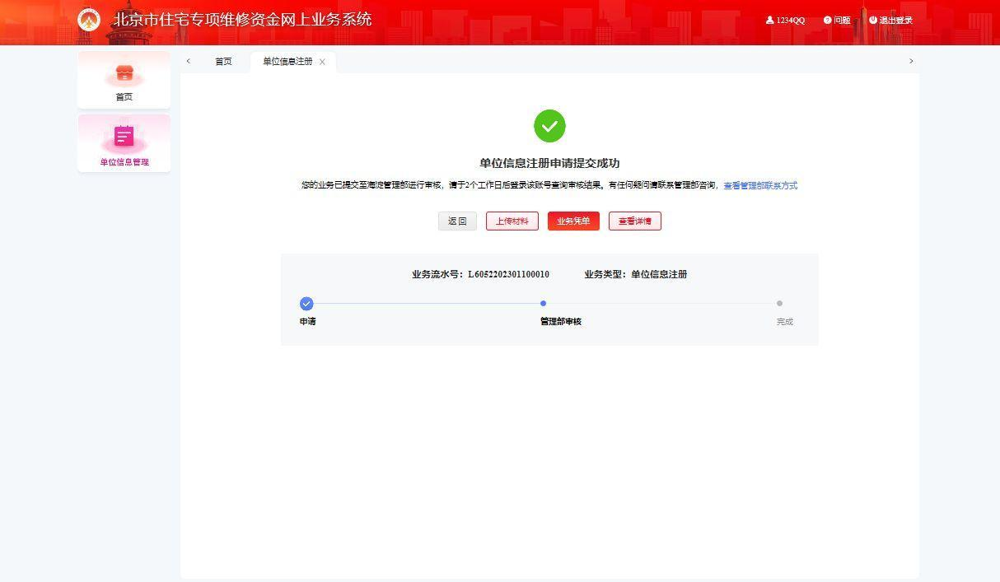 北京市住宅专项维修资金网上业务系统
1234QQ
问题
退出登录
首页
单位信息注册
首页
单位信息管理
单位信息注册申请提交成功
您的业务已提交至海淀管理部进行审核，请于2个工作日后登录该账号查询审核结果。有任何疑问请联系管理部咨询，查看管理部联系方式
返回
上传材料
业务凭单
查看详情
业务流水号：L6052202301100010
业务类型：单位信息注册
申请
管理部审核
完成